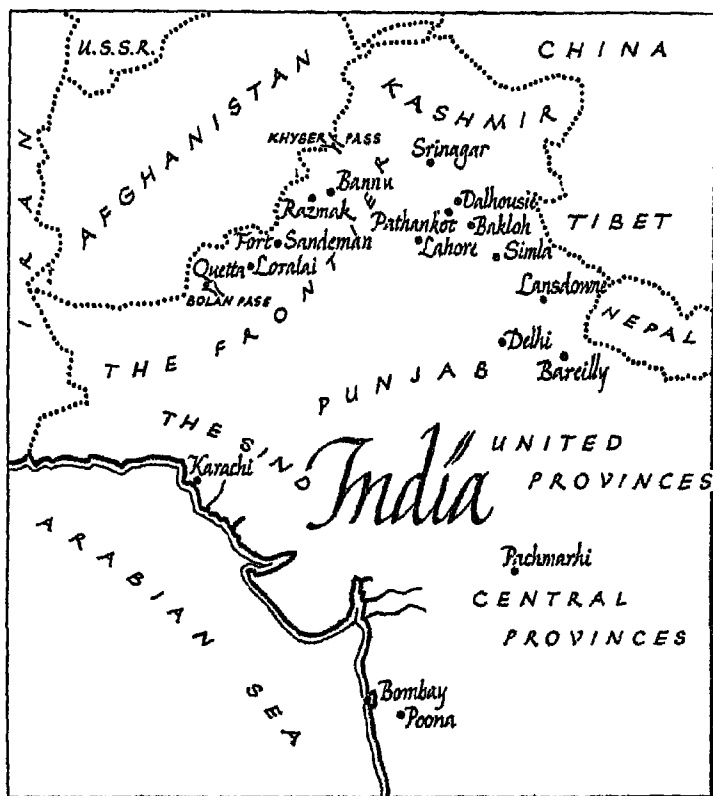 U.S.S.R.
CHINA
IRAN
AFGHANISTAN
KASHMIR
KHYBER PASS
Srinagar
Bannu
Razmak
Dalhousie
Pathankot
Bakloh
TIBET
Fort Sandeman
Lahore
Simla
Quetta
Loralai
BOLAN PASS
Lansdowne
NEPAL
THE FRONTIER
Delhi
Bareilly
PUNJAB
THE SIND
India
UNITED
PROVINCES
Karachi
ARABIAN SEA
Pachmarhi
CENTRAL
PROVINCES
Bombay
Poona